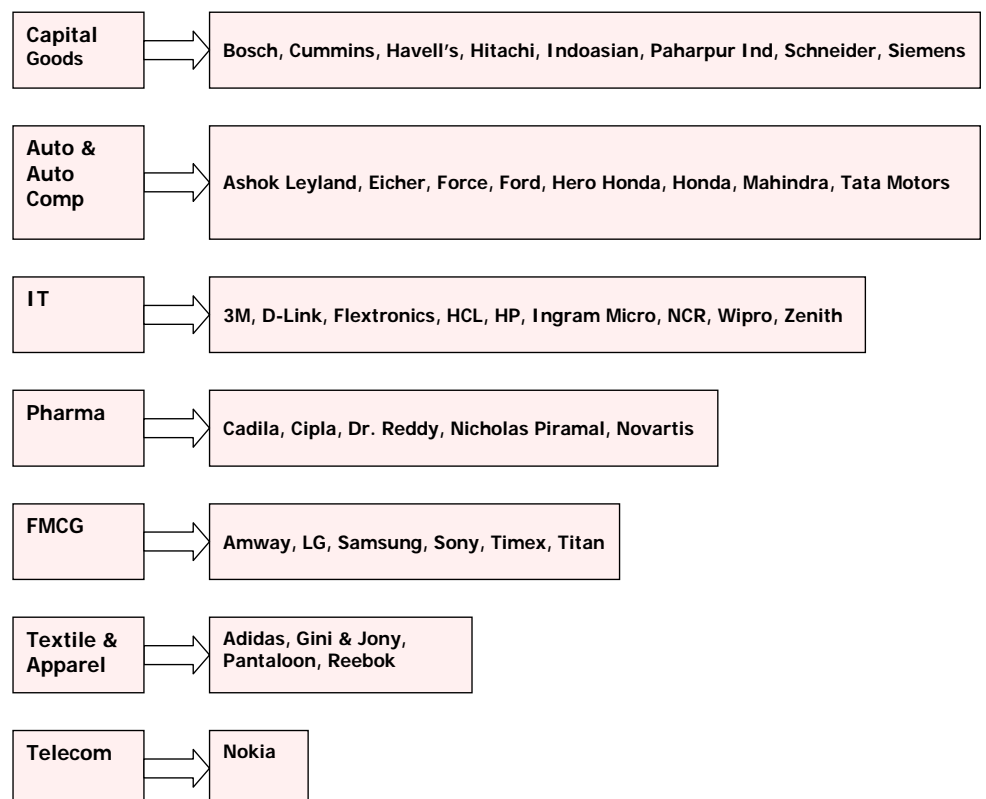 Capital
Goods
Bosch, Cummins, Havell's, Hitachi, Indoasian, Paharpur Ind, Schneider, Siemens
Auto &
Auto
Comp
Ashok Leyland, Eicher, Force, Ford, Hero Honda, Honda, Mahindra, Tata Motors
IT
3M, D-Link, Flextronics, HCL, HP, Ingram Micro, NCR, Wipro, Zenith
Pharma
Cadila, Cipla, Dr. Reddy, Nicholas Piramal, Novartis
FMCG
Amway, LG, Samsung, Sony, Timex, Titan
Textile &
Apparel
Adidas, Gini & Jony,
Pantaloon, Reebok
Telecom
Nokia